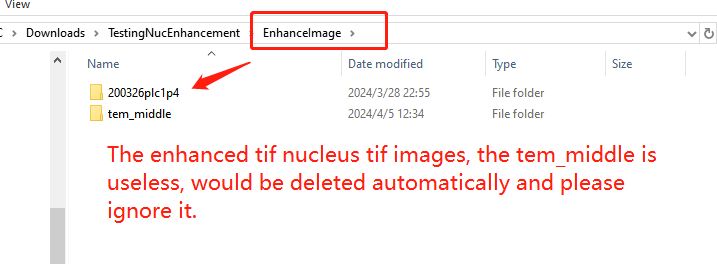 View
C > Downloads > TestingNucEnhancement > EnhanceImage >
Name Date modified Type Size
200326plc1p4 2024/3/28 22:55 File folder
tem_middle 2024/4/5 12:34 File folder
The enhanced tif nucleus tif images, the tem_middle is
useless, would be deleted automatically and please
ignore it.